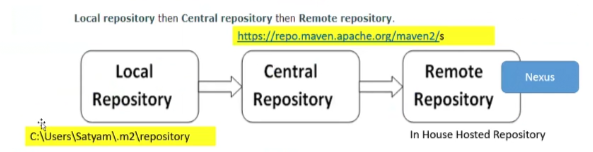 Local repository then Central repository then Remote repository.
https://repo.maven.apache.org/maven2/s
Local
Repository
Central
Repository
Remote
Repository
Nexus
C:\Users\Satyam\.m2\repository
In House Hosted Repository